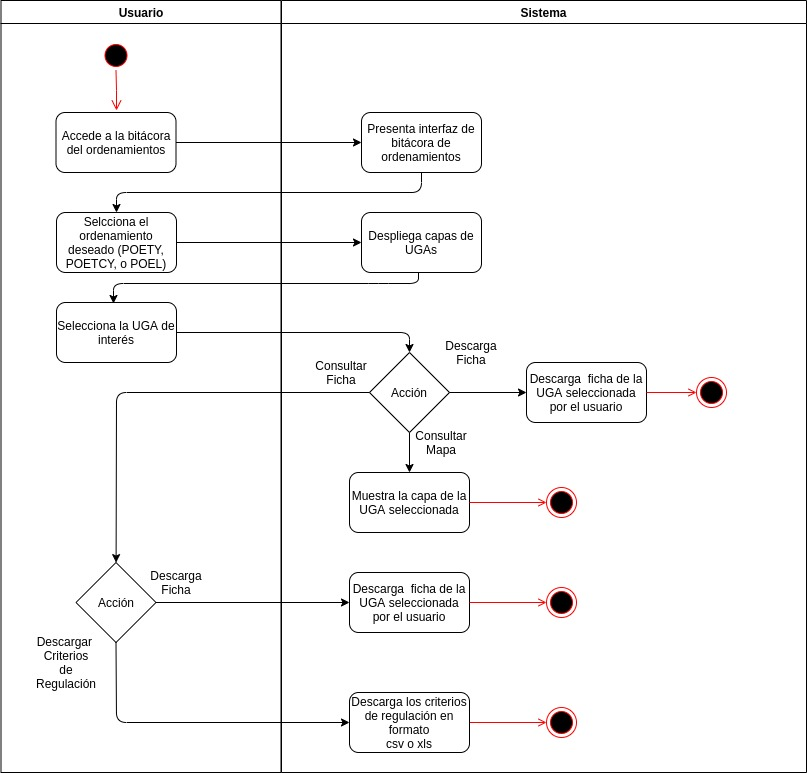 Usuario
Sistema
Accede a la bitácora
del ordenamientos
Presenta interfaz de
bitácora de
ordenamientos
Selcciona el
ordenamiento
deseado (POETY,
POETCY, o POEL)
Despliega capas de
UGAs
Selecciona la UGA de
interés
Consultar
Ficha
Acción
Descarga
Ficha
Descarga ficha de la
UGA seleccionada
por el usuario
Consultar
Mapa
Muestra la capa de la
UGA seleccionada
Acción
Descarga
Ficha
Descarga ficha de la
UGA seleccionada
por el usuario
Descargar
Criterios
de
Regulación
Descarga los criterios
de regulación en
formato
csv o xls